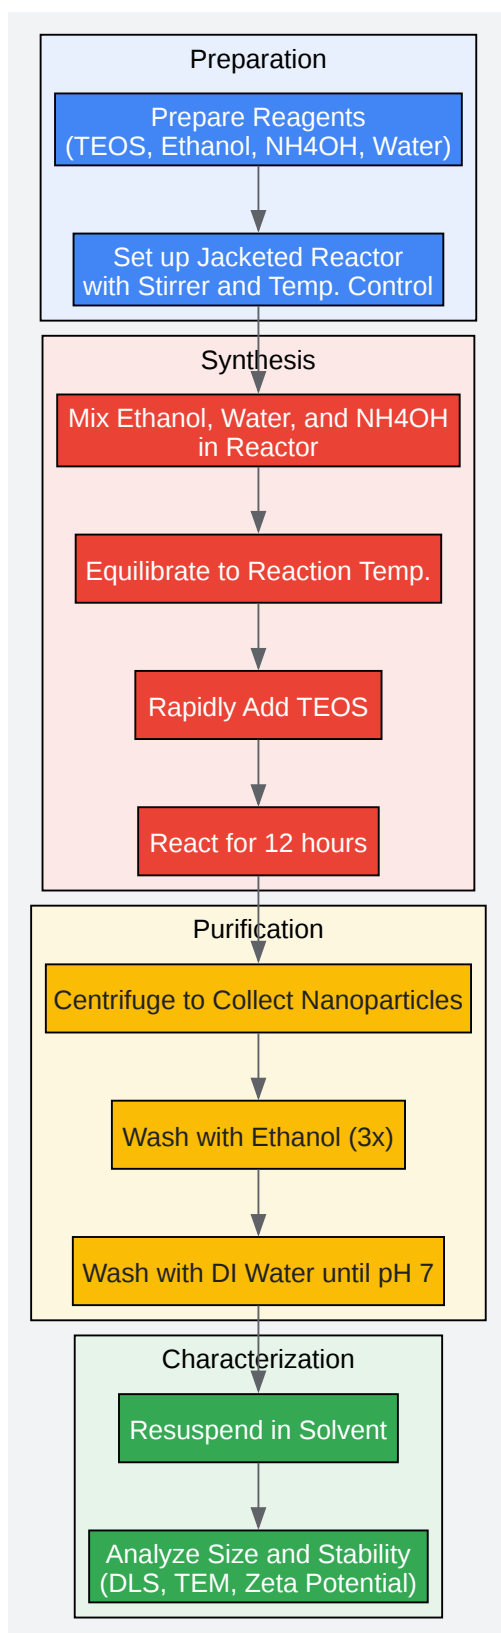 Preparation
Prepare Reagents
(TEOS, Ethanol, NH4OH, Water)
Set up Jacketed Reactor
with Stirrer and Temp. Control
Synthesis
Mix Ethanol, Water, and NH4OH
in Reactor
Equilibrate to Reaction Temp.
Rapidly Add TEOS
React for 12 hours
Purification
Centrifuge to Collect Nanoparticles
Wash with Ethanol (3x)
Wash with DI Water until pH 7
Characterization
Resuspend in Solvent
Analyze Size and Stability
(DLS, TEM, Zeta Potential)